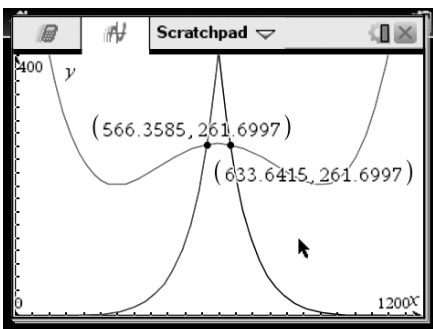 Scratchpad
400 y
(566.3585, 261.6997)
(633.6415, 261.6997)
0 1200 x